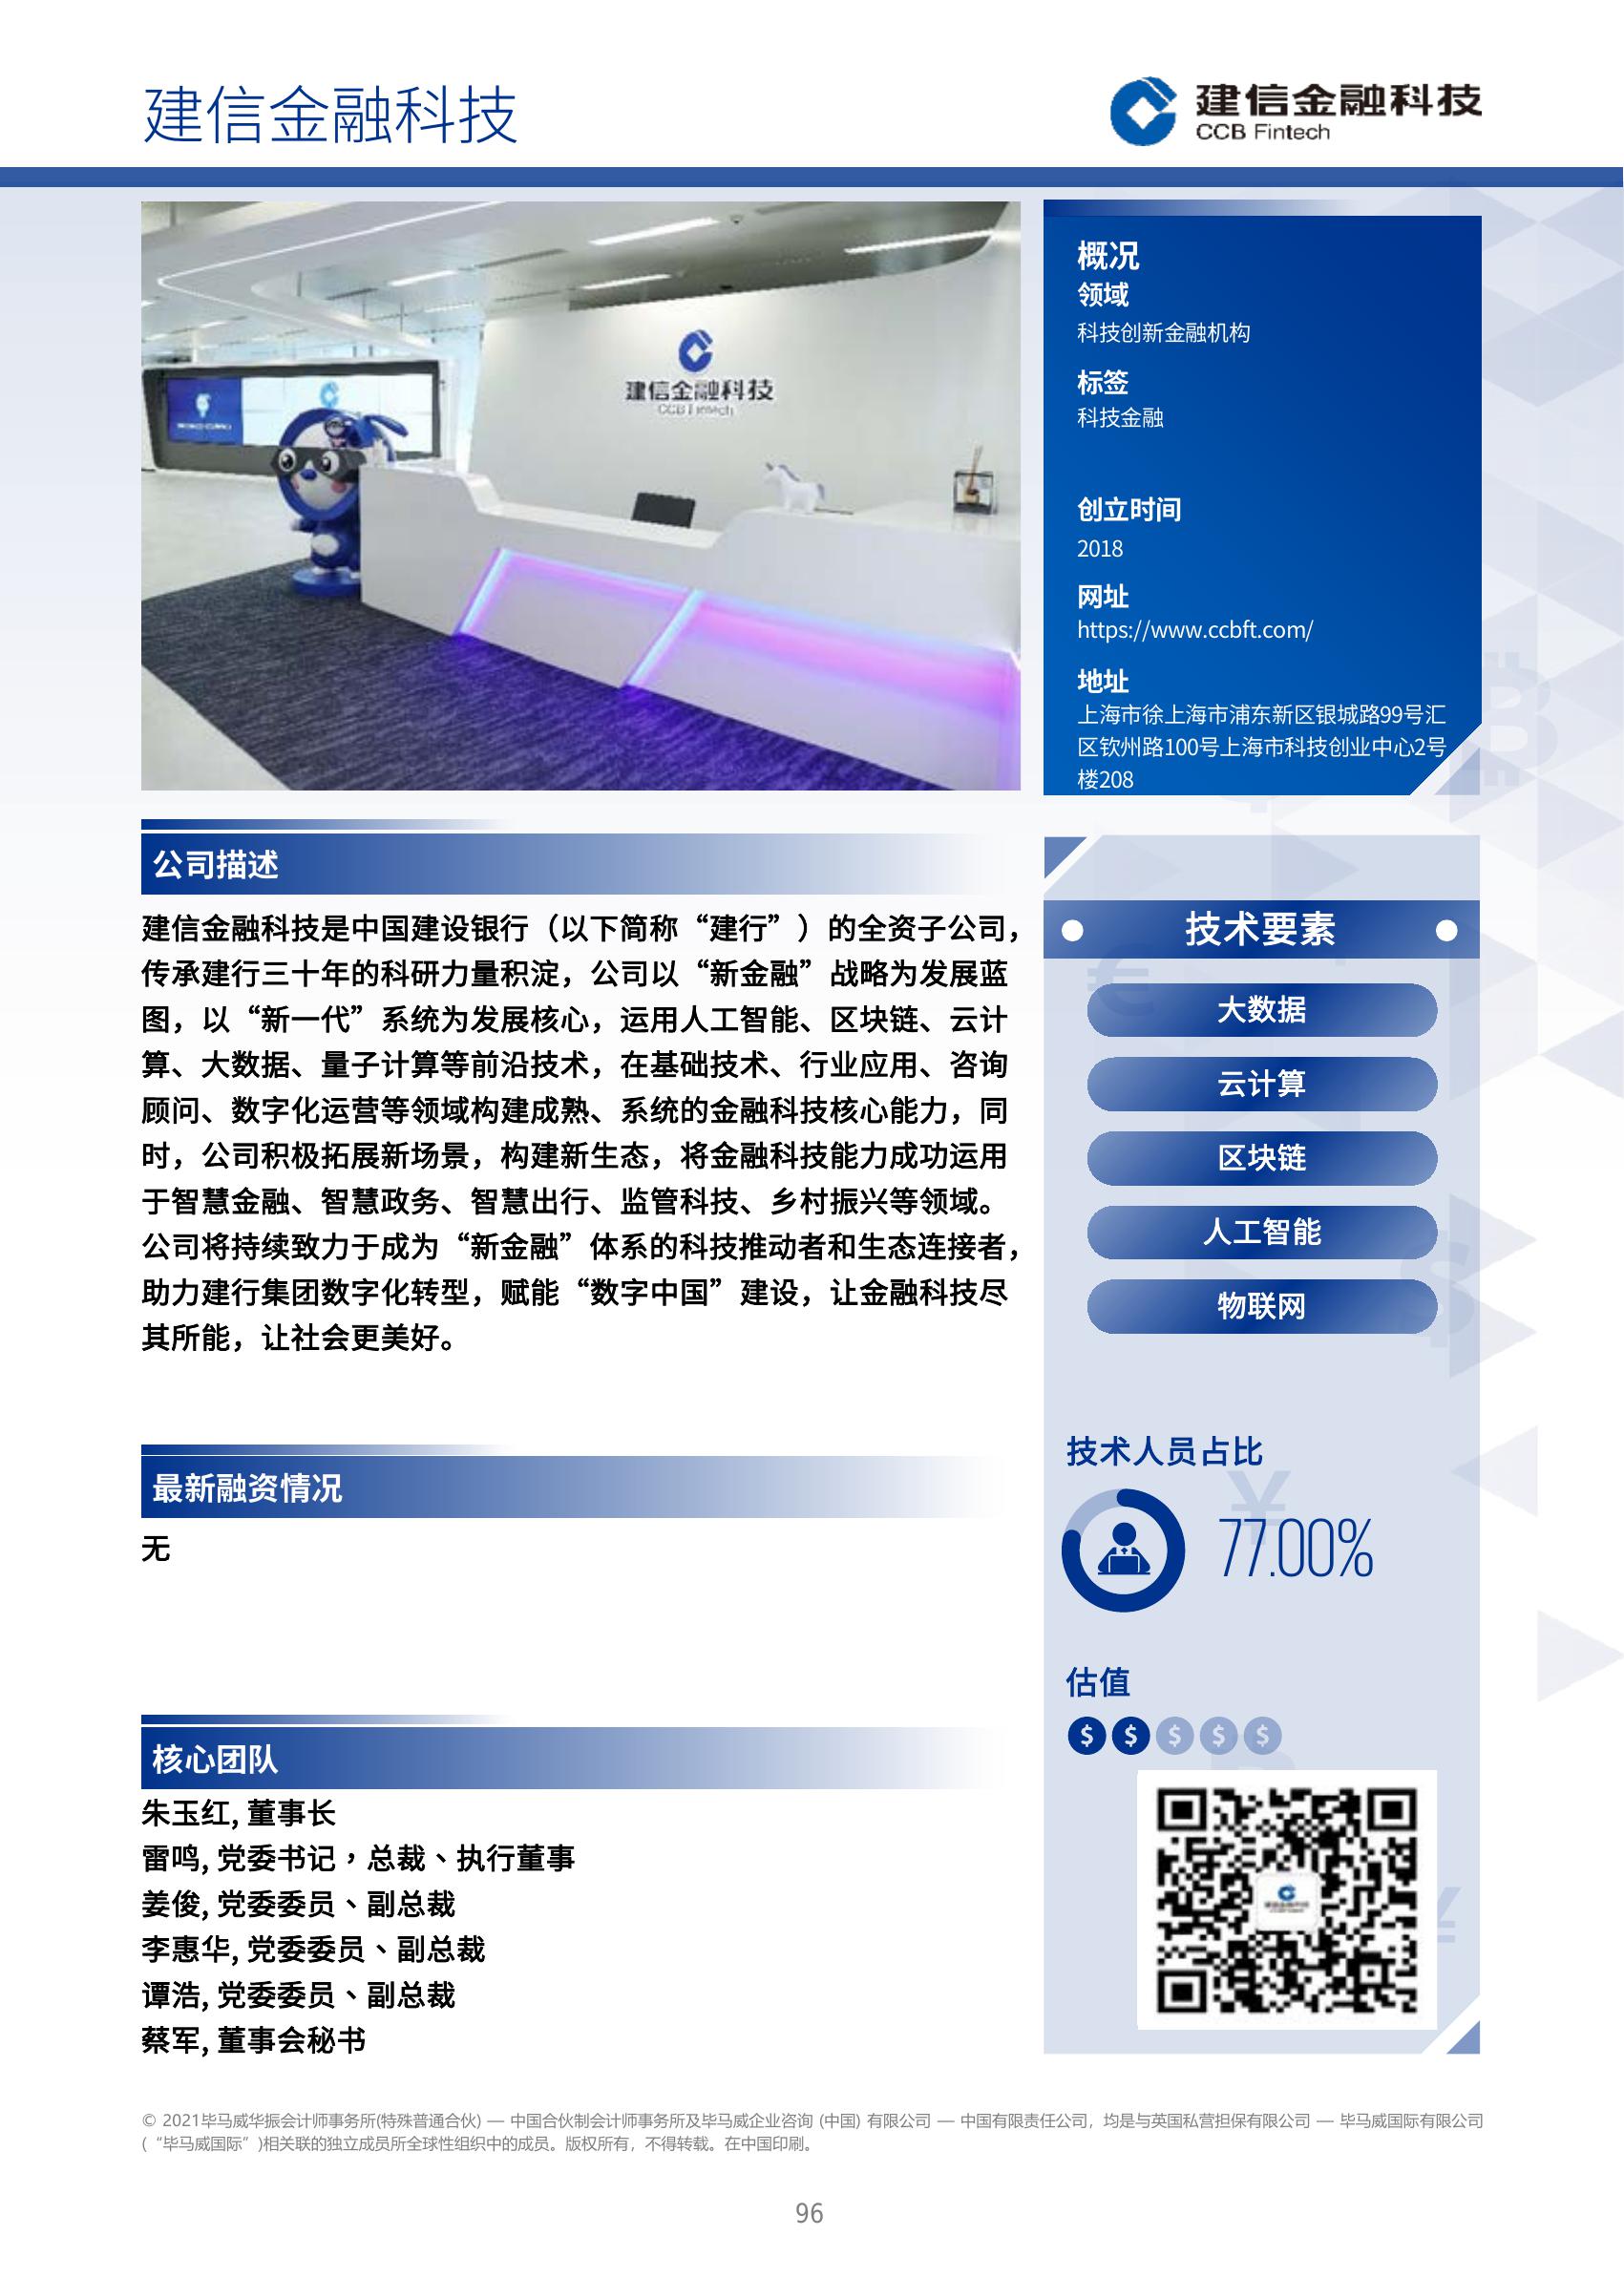 建信金融科技
建信金融科技
CCB Fintech
建信金融科技
CCB Fintech
概况
领域
科技创新金融机构
标签
科技金融
创立时间
2018
网址
https://www.ccbft.com/
地址
上海市徐上海市浦东新区银城路99号汇
区钦州路100号上海市科技创业中心2号
楼208
公司描述
建信金融科技是中国建设银行（以下简称“建行”）的全资子公司，
传承建行三十年的科研力量积淀，公司以“新金融”战略为发展蓝
图，以“新一代”系统为发展核心，运用人工智能、区块链、云计
算、大数据、量子计算等前沿技术，在基础技术、行业应用、咨询
顾问、数字化运营等领域构建成熟、系统的金融科技核心能力，同
时，公司积极拓展新场景，构建新生态，将金融科技能力成功运用
于智慧金融、智慧政务、智慧出行、监管科技、乡村振兴等领域。
公司将持续致力于成为“新金融”体系的科技推动者和生态连接者，
助力建行集团数字化转型，赋能“数字中国”建设，让金融科技尽
其所能，让社会更美好。
最新融资情况
无
核心团队
朱玉红, 董事长
雷鸣, 党委书记，总裁、执行董事
姜俊, 党委委员、副总裁
李惠华, 党委委员、副总裁
谭浩, 党委委员、副总裁
蔡军, 董事会秘书
技术要素
大数据
云计算
区块链
人工智能
物联网
技术人员占比
77.00%
估值
$ $ $ $ $
© 2021毕马威华振会计师事务所(特殊普通合伙) — 中国合伙制会计师事务所及毕马威企业咨询 (中国) 有限公司 — 中国有限责任公司，均是与英国私营担保有限公司 — 毕马威国际有限公司
(“毕马威国际”)相关联的独立成员所全球性组织中的成员。版权所有，不得转载。在中国印刷。
96